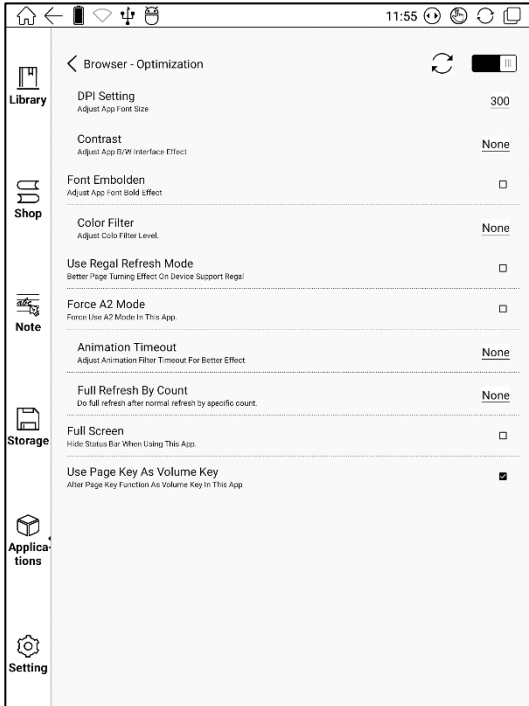 11:55
Browser - Optimization
DPI Setting
Adjust App Font Size
300
Contrast
Adjust App B/W Interface Effect
None
Font Embolden
Adjust App Font Bold Effect
Color Filter
Adjust Colo Filter Level.
None
Use Regal Refresh Mode
Better Page Turning Effect On Device Support Regal
Force A2 Mode
Force Use A2 Mode In This App.
Animation Timeout
Adjust Animation Filter Timeout For Better Effect
None
Full Refresh By Count
Do full refresh after normal refresh by specific count.
None
Full Screen
Hide Status Bar When Using This App.
Use Page Key As Volume Key
Alter Page Key Function As Volume Key In This App
Library
Shop
abc
Note
Storage
Applica-
tions
Setting